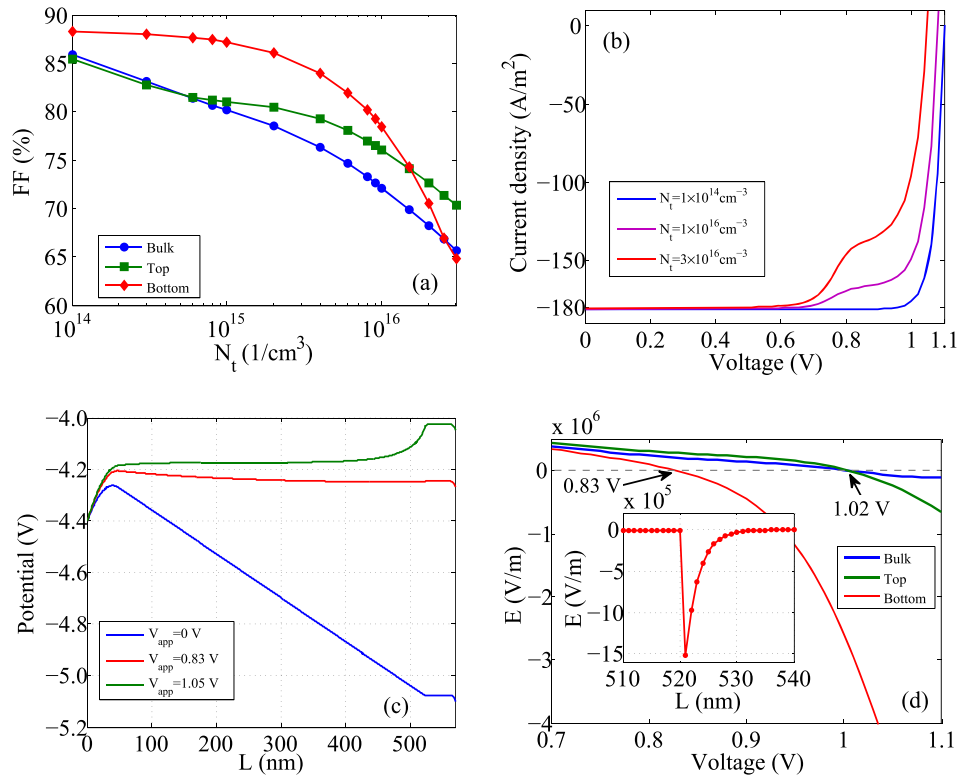 90
85
80
75
70
65
60
FF (%)
Bulk
Top
Bottom
(a)
10^14
10^15
10^16
N_t (1/cm^3)
(b)
0
−50
−100
−150
−180
Current density (A/m^2)
N_t=1×10^14cm^−3
N_t=1×10^16cm^−3
N_t=3×10^16cm^−3
0
0.2
0.4
0.6
0.8
1
1.1
Voltage (V)
−4.0
−4.2
−4.4
−4.6
−4.8
−5.0
−5.2
Potential (V)
V_app=0 V
V_app=0.83 V
V_app=1.05 V
(c)
0
100
200
300
400
500
L (nm)
x 10^6
1
0
−1
−2
−3
−4
E (V/m)
0.83 V
1.02 V
x 10^5
0
−5
−10
−15
E (V/m)
510
520
530
540
L (nm)
Bulk
Top
Bottom
(d)
0.7
0.8
0.9
1
1.1
Voltage (V)